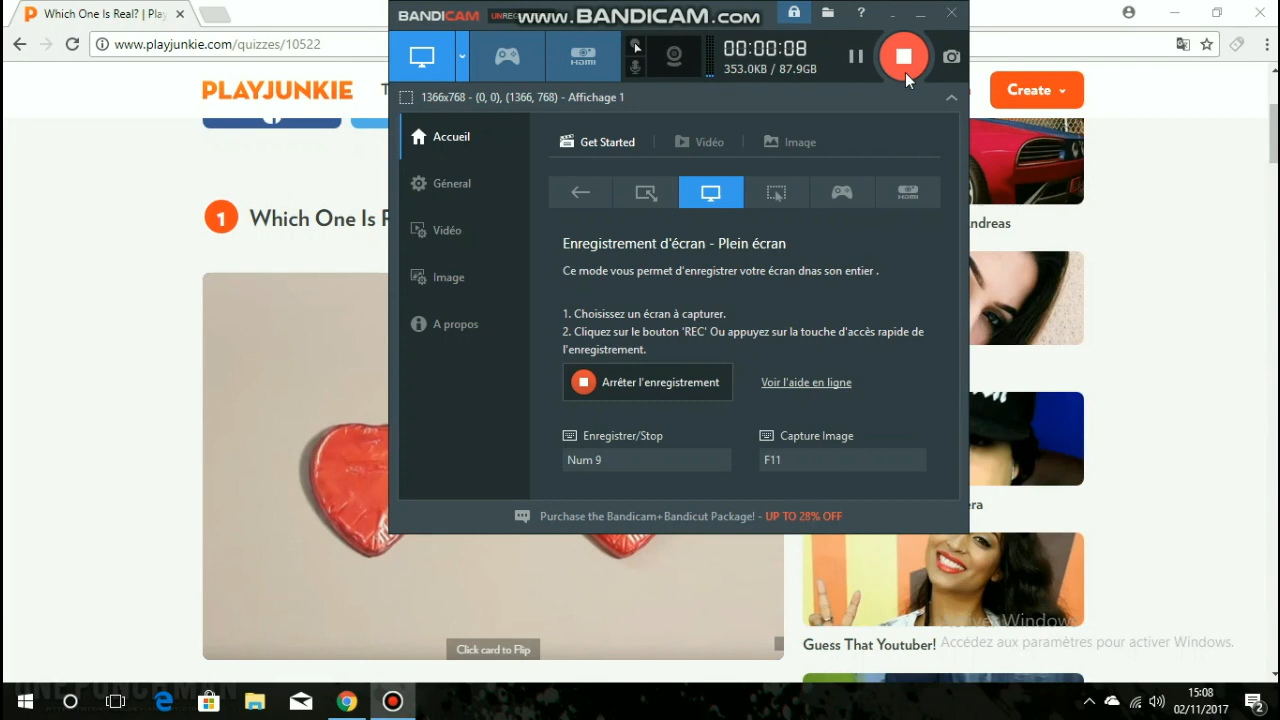 Which One Is Real? | Play
www.playjunkie.com/quizzes/10522
BANDICAM
www.BANDICAM.com
HDMI
00:00:08
353.0KB / 87.9GB
1366x768 - (0, 0), (1366, 768) - Affichage 1
PLAYJUNKIE
Create
Accueil
Géneral
Vidéo
Image
A propos
Get Started
Vidéo
Image
HDMI
Enregistrement d'écran - Plein écran
Ce mode vous permet d'enregistrer votre écran dnas son entier .
1. Choisissez un écran à capturer.
2. Cliquez sur le bouton 'REC' Ou appuyez sur la touche d'accès rapide de
l'enregistrement.
Arrêter l'enregistrement
Voir l'aide en ligne
Enregistrer/Stop
Capture Image
Num 9
F11
Purchase the Bandicam+Bandicut Package! - UP TO 28% OFF
1
Which One Is R
Click card to Flip
ndreas
era
Guess That Youtuber!
Activer Windows
Accédez aux paramètres pour activer Windows.
15:08
02/11/2017
2